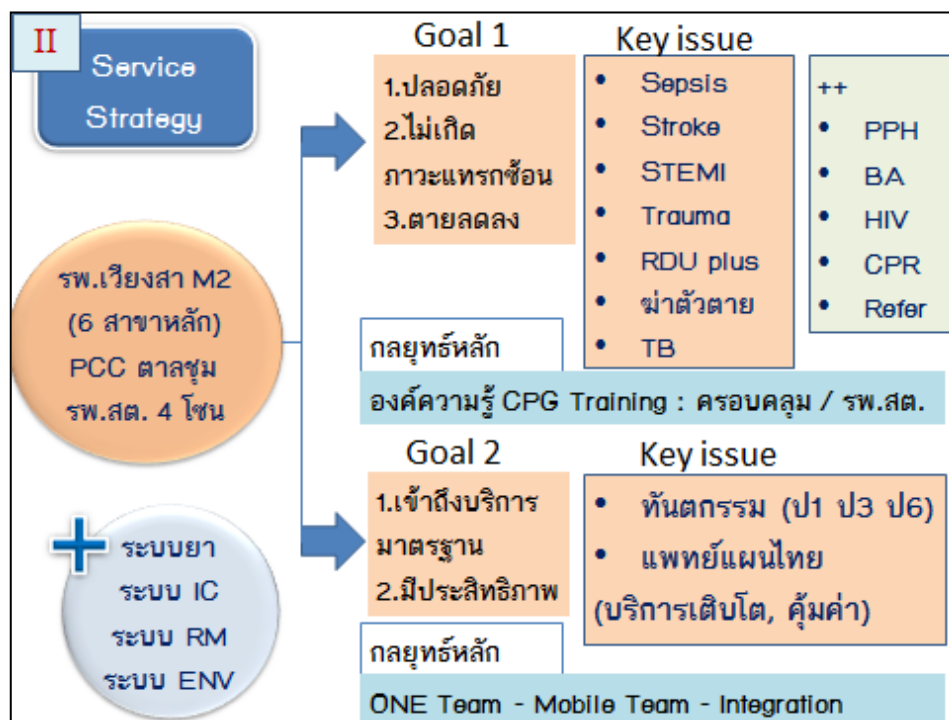 II
Service
Strategy
รพ.เวียงสา M2
(6 สาขาหลัก)
PCC ตาลชุม
รพ.สต. 4 โซน
ระบบยา
ระบบ IC
ระบบ RM
ระบบ ENV
Goal 1
1.ปลอดภัย
2.ไม่เกิด
ภาวะแทรกซ้อน
3.ตายลดลง
Key issue
• Sepsis
• Stroke
• STEMI
• Trauma
• RDU plus
• ฆ่าตัวตาย
• TB
++
• PPH
• BA
• HIV
• CPR
• Refer
กลยุทธ์หลัก
องค์ความรู้ CPG Training : ครอบคลุม / รพ.สต.
Goal 2
1.เข้าถึงบริการ
มาตรฐาน
2.มีประสิทธิภาพ
Key issue
• ทันตกรรม (ป1 ป3 ป6)
• แพทย์แผนไทย
(บริการเติบโต, คุ้มค่า)
กลยุทธ์หลัก
ONE Team - Mobile Team - Integration